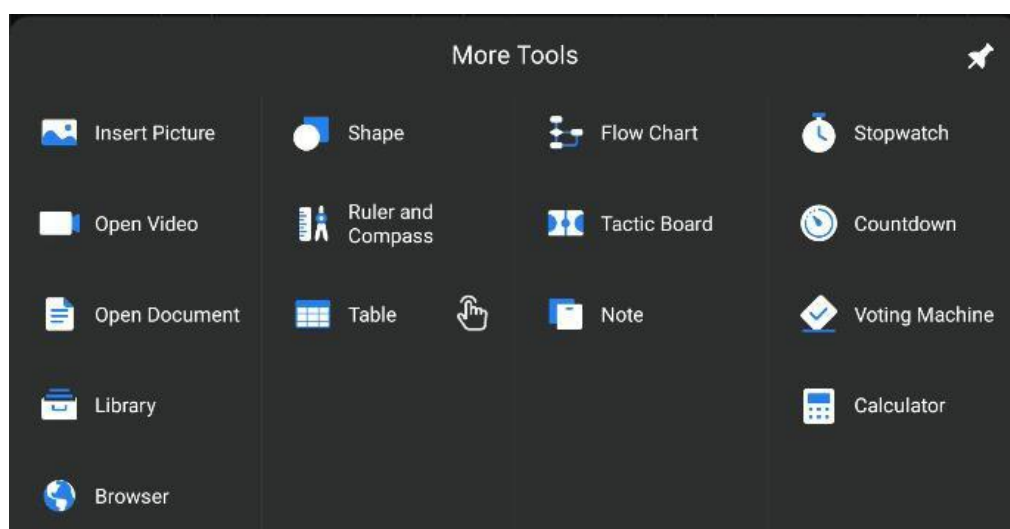 More Tools
Insert Picture
Open Video
Open Document
Library
Browser
Shape
Ruler and
Compass
Table
Flow Chart
Tactic Board
Note
Stopwatch
Countdown
Voting Machine
Calculator